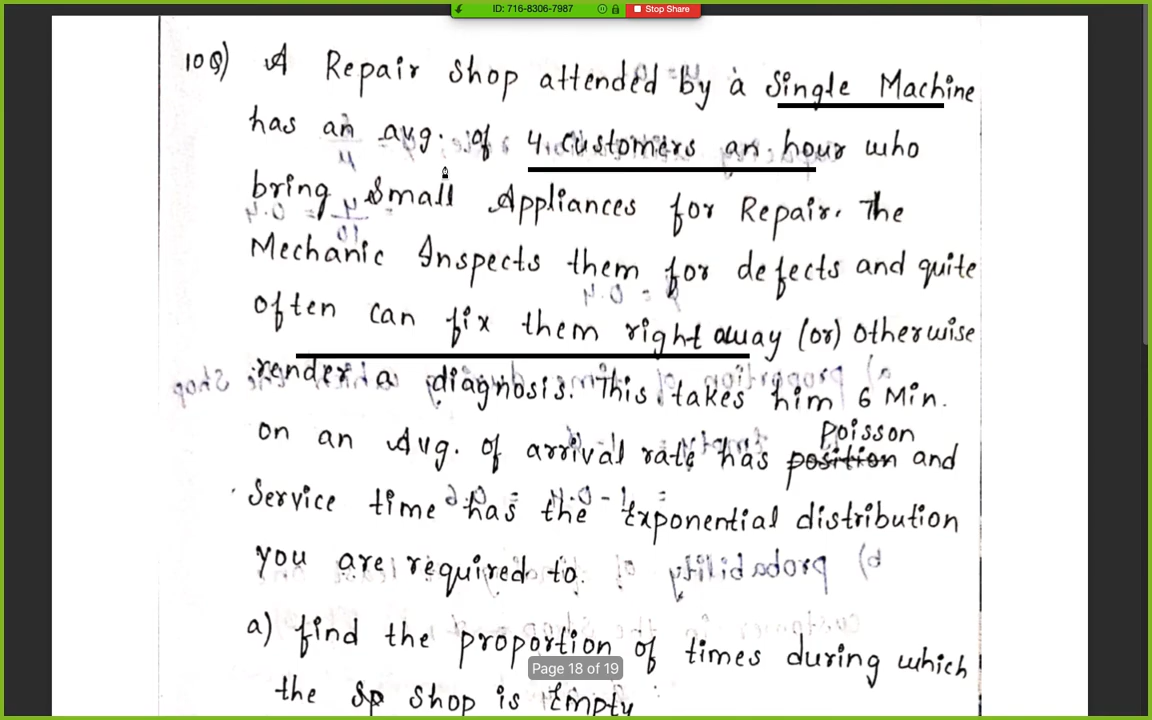 ID: 716-8306-7987 Stop Share
10Q) A Repair shop attended by a Single Machine
has an avg. of 4 customers an hour who
bring small Appliances for Repair. The
Mechanic Inspects them for defects and quite
often can fix them right away (or) otherwise
render a diagnosis. This takes him 6 Min.
on an Avg. of arrival rate has position and
Poisson
Service time has the Exponential distribution
you are required to.
a) find the proportion of times during which
Page 18 of 19
the sp shop is Empty